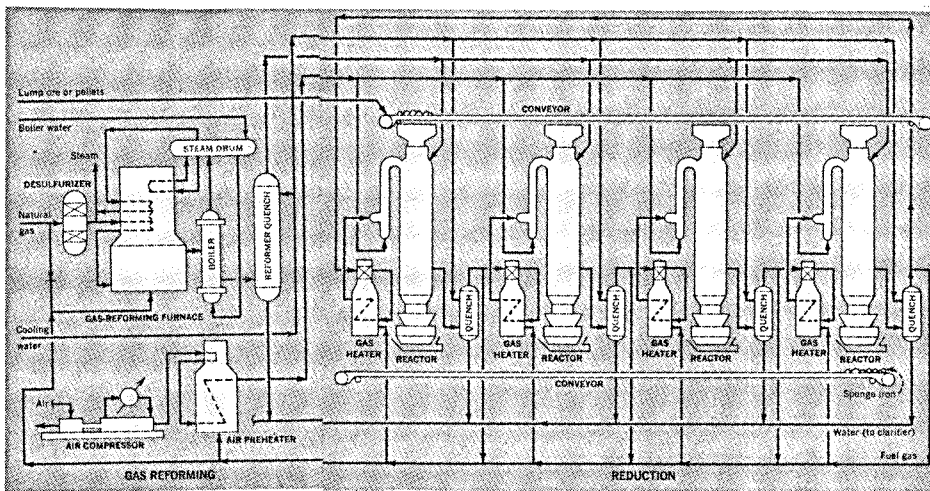 Lump ore or pellets
CONVEYOR
Boiler water
STEAM DRUM
Steam
DESULFURIZER
Natural
gas
BOILER
REFORMER QUENCH
GAS-REFORMING FURNACE
Cooling
water
QUENCH
QUENCH
QUENCH
QUENCH
GAS
HEATER
REACTOR
GAS
HEATER
REACTOR
GAS
HEATER
REACTOR
GAS
HEATER
REACTOR
CONVEYOR
Sponge iron
Air
AIR COMPRESSOR
AIR PREHEATER
Water (to clarifier)
Fuel gas
GAS REFORMING
REDUCTION